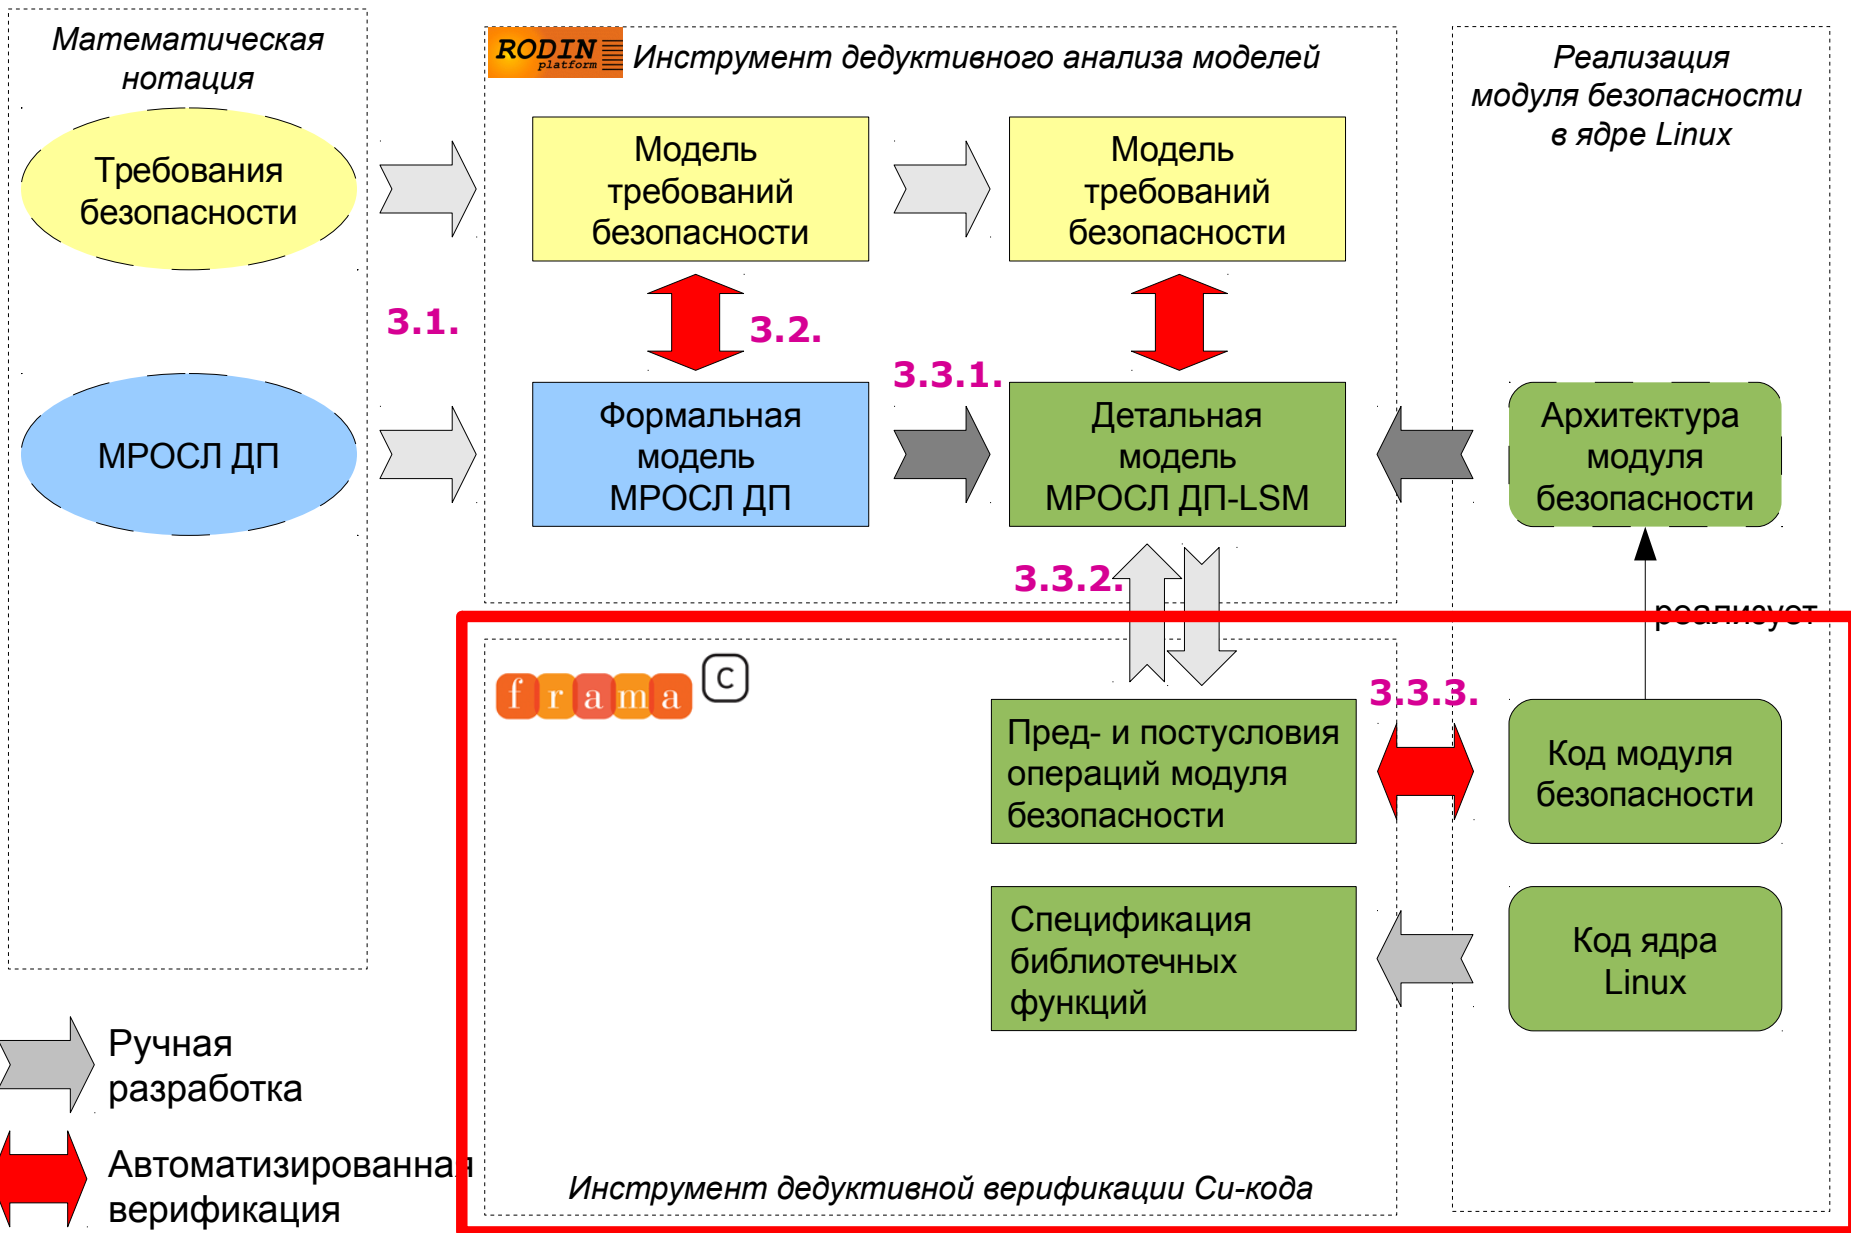 Математическая
нотация
RODIN
platform
Инструмент дедуктивного анализа моделей
Реализация
модуля безопасности
в ядре Linux
Требования
безопасности
Модель
требований
безопасности
Модель
требований
безопасности
3.1.
3.2.
3.3.1.
МРОСЛ ДП
Формальная
модель
МРОСЛ ДП
Детальная
модель
МРОСЛ ДП-LSM
Архитектура
модуля
безопасности
3.3.2.
реализует
frama
C
3.3.3.
Пред- и постусловия
операций модуля
безопасности
Код модуля
безопасности
Спецификация
библиотечных
функций
Код ядра
Linux
Ручная
разработка
Автоматизированная
верификация
Инструмент дедуктивной верификации Си-кода